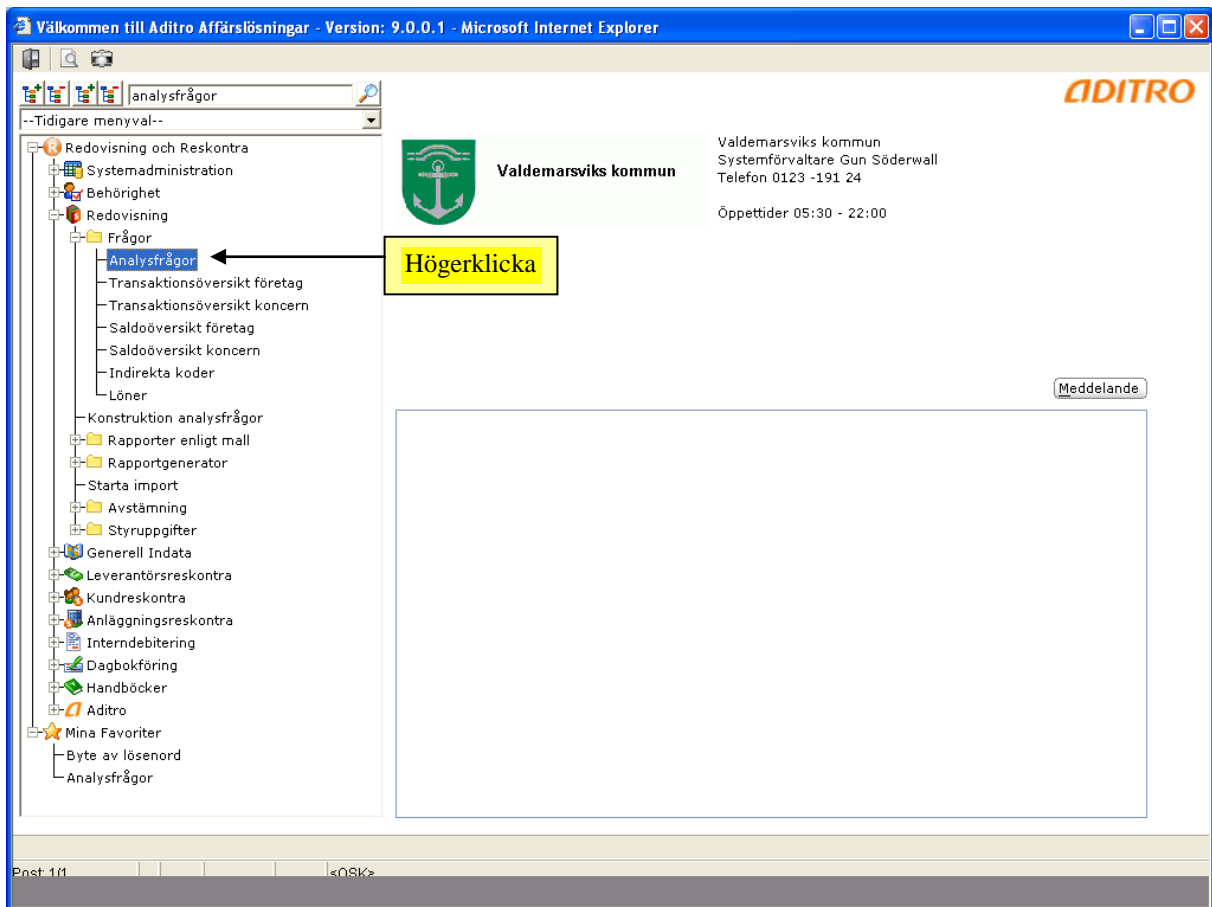 Välkommen till Aditro Affärslösningar - Version: 9.0.0.1 - Microsoft Internet Explorer
analysfrågor
--Tidigare menyval--
ADITRO
Redovisning och Reskontra
Systemadministration
Behörighet
Redovisning
Frågor
Analysfrågor
Transaktionsöversikt företag
Transaktionsöversikt koncern
Saldoöversikt företag
Saldoöversikt koncern
Indirekta koder
Löner
Konstruktion analysfrågor
Rapporter enligt mall
Rapportgenerator
Starta import
Avstämning
Styruppgifter
Generell Indata
Leverantörsreskontra
Kundreskontra
Anläggningsreskontra
Interndebitering
Dagbokföring
Handböcker
Aditro
Mina Favoriter
Byte av lösenord
Analysfrågor
Valdemarsviks kommun
Valdemarsviks kommun
Systemförvaltare Gun Söderwall
Telefon 0123 -191 24
Öppettider 05:30 - 22:00
Högerklicka
Meddelande
Post: 1/1
<OSK>